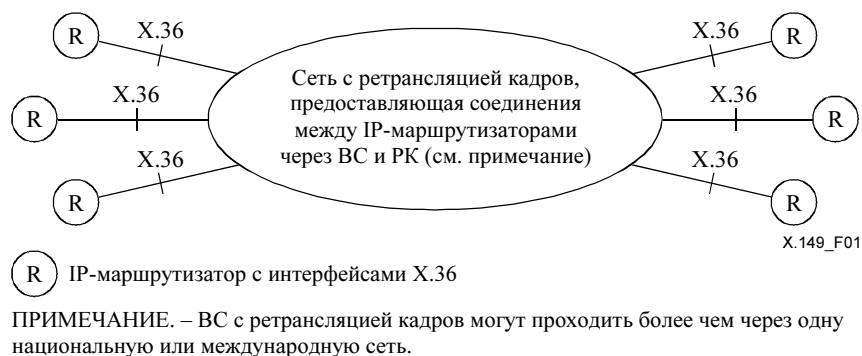 R X.36 X.36 R
Сеть с ретрансляцией кадров,
R X.36 предоставляющая соединения X.36 R
между IP-маршрутизаторами
через ВС и РК (см. примечание)
R X.36 X.36 R
X.149_F01
R IP-маршрутизатор с интерфейсами X.36
ПРИМЕЧАНИЕ. – ВС с ретрансляцией кадров могут проходить более чем через одну
национальную или международную сеть.